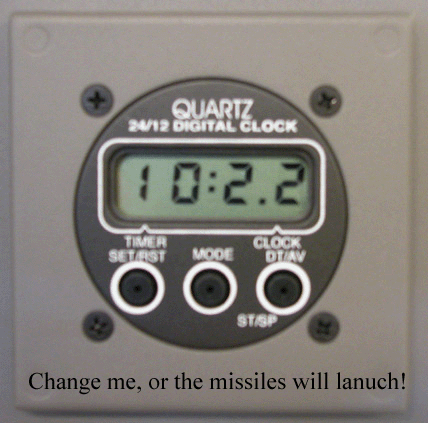 QUARTZ
24/12 DIGITAL CLOCK
10:2.2
TIMER CLOCK
SET/RST MODE DT/AV
ST/SP
Change me, or the missiles will lanuch!